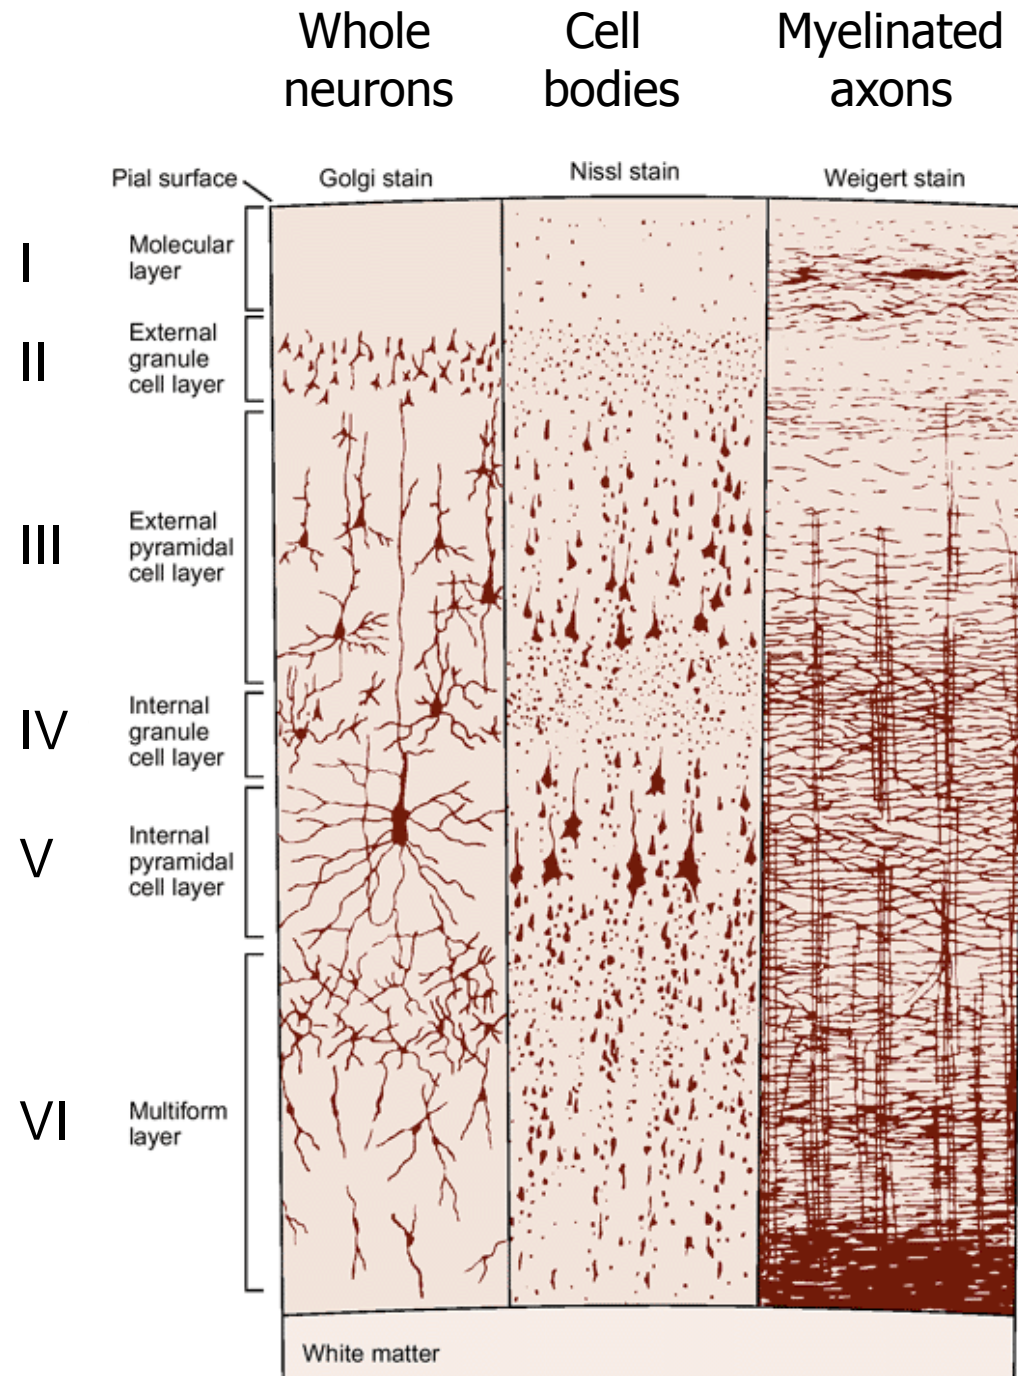 Whole
neurons
Cell
bodies
Myelinated
axons
Pial surface
Golgi stain
Nissl stain
Weigert stain
I
Molecular
layer
II
External
granule
cell layer
III
External
pyramidal
cell layer
IV
Internal
granule
cell layer
V
Internal
pyramidal
cell layer
VI
Multiform
layer
White matter